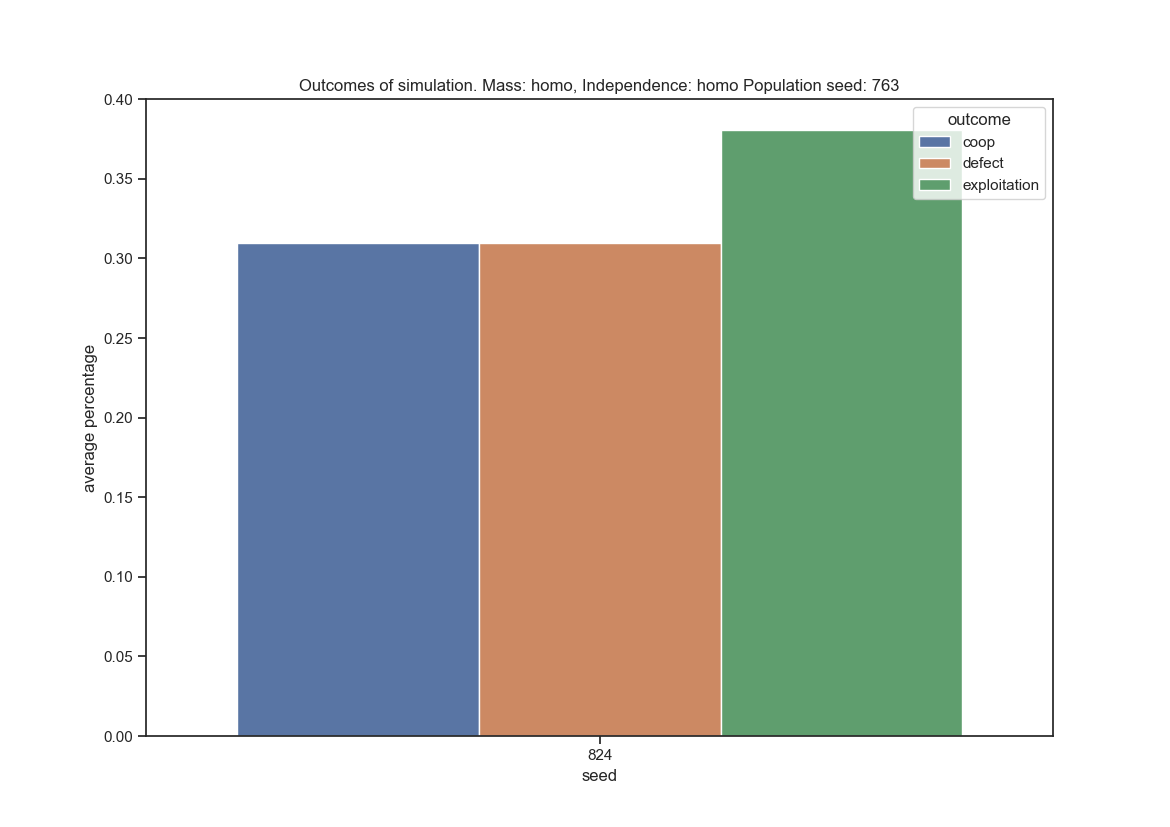 Outcomes of simulation. Mass: homo, Independence: homo Population seed: 763
0.40
0.35
0.30
0.25
0.20
0.15
0.10
0.05
0.00
average percentage
outcome
coop
defect
exploitation
824
seed